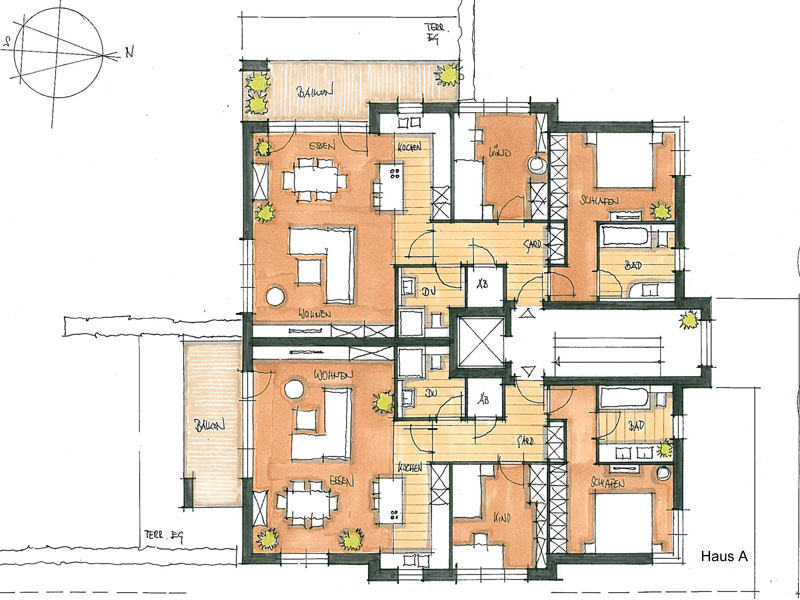 TERR.
EG
N
S
BALKON
ESSEN
KOCHEN
KIND
SCHLAFEN
GARD.
BAD
DU
AB
WOHNEN
WOHNEN
DU
AB
GARD.
BAD
BALKON
KOCHEN
ESSEN
SCHLAFEN
KIND
TERR. EG
Haus A